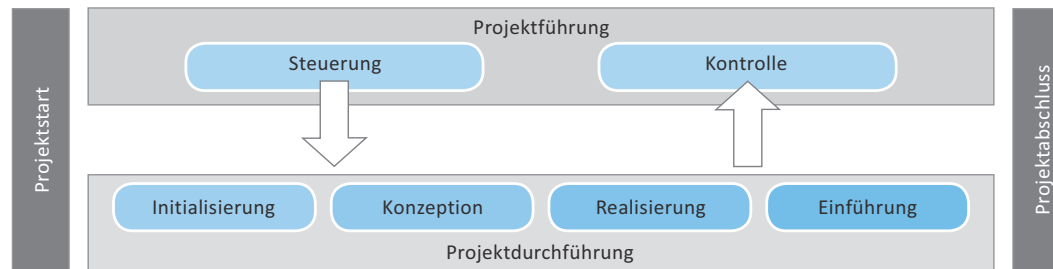 Projektstart
Projektführung
Steuerung
Kontrolle
Initialisierung
Konzeption
Realisierung
Einführung
Projektdurchführung
Projektabschluss